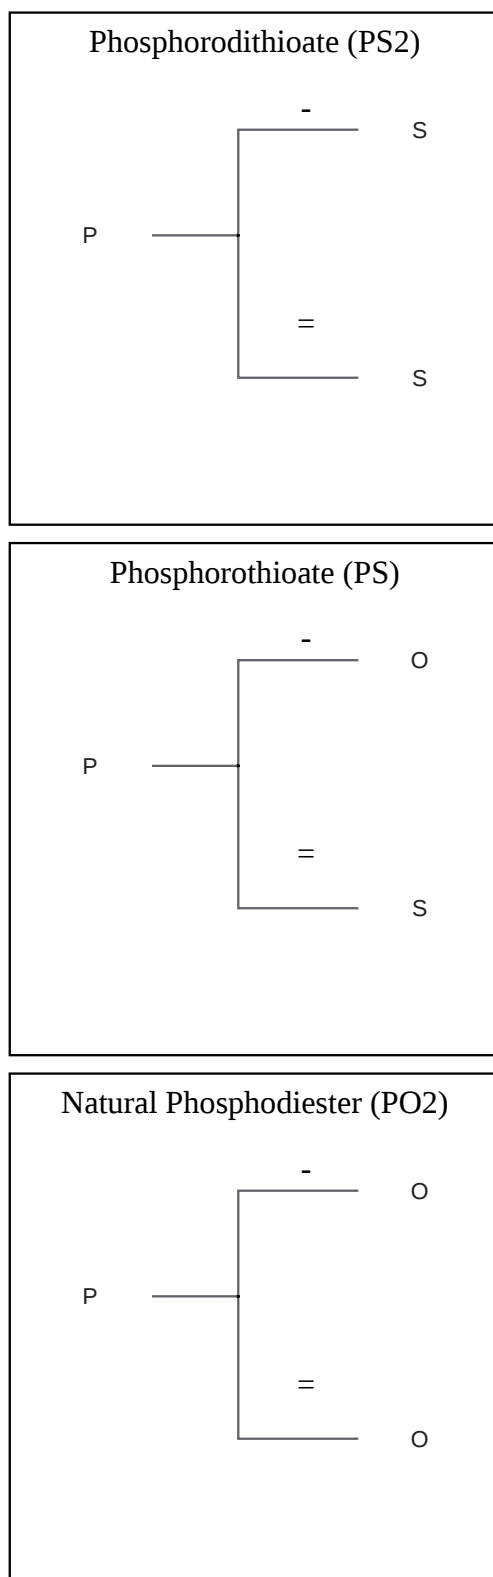 Phosphorodithioate (PS2)
-
S
P
=
S
Phosphorothioate (PS)
-
O
P
=
S
Natural Phosphodiester (PO2)
-
O
P
=
O